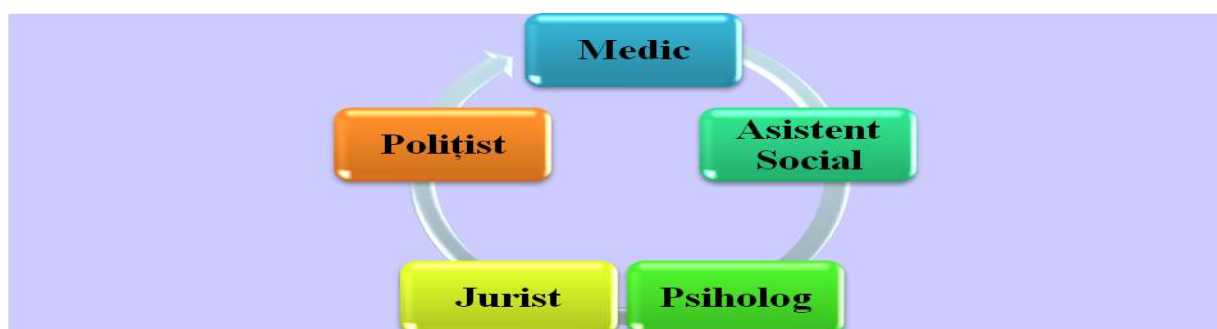 Medic
Asistent
Social
Psiholog
Jurist
Polițist